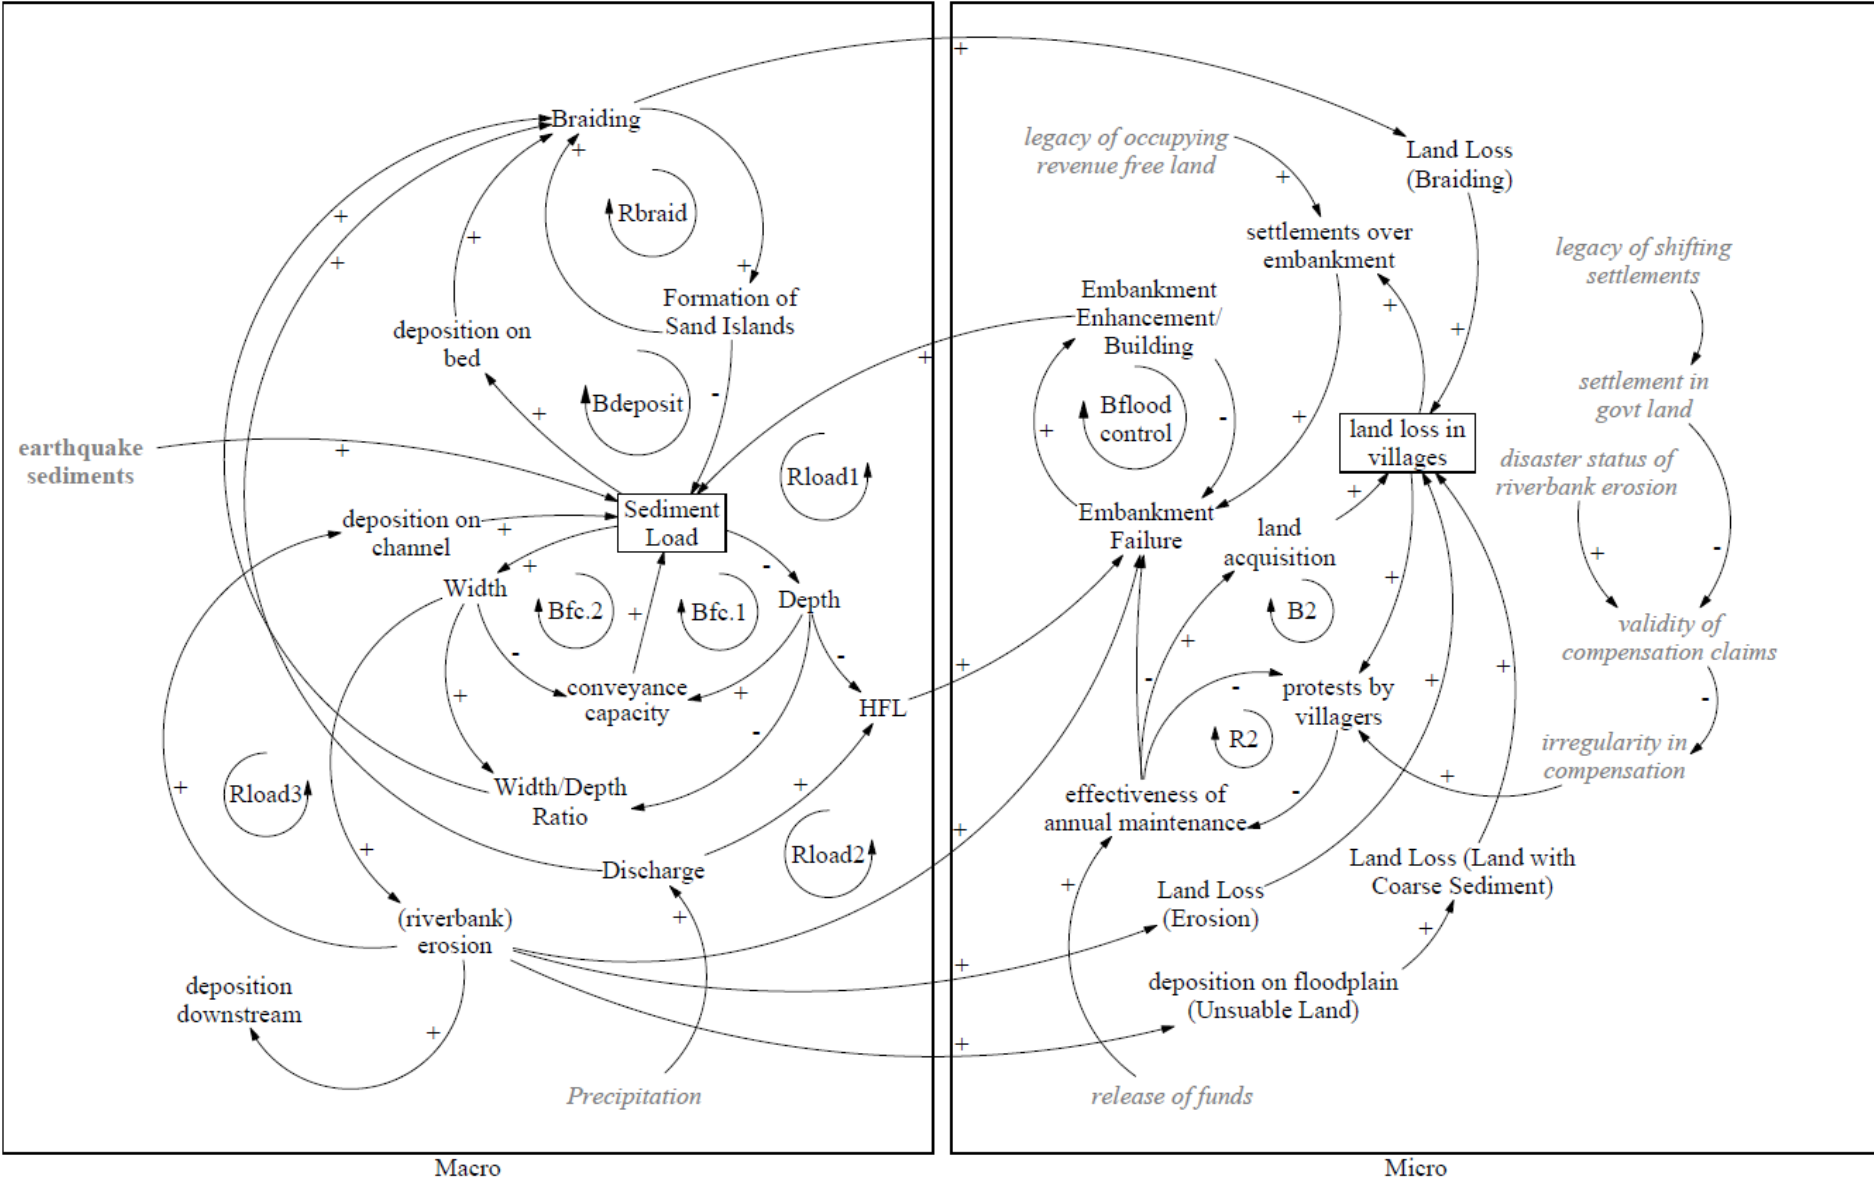 Braiding
Rbraid
Formation of
Sand Islands
deposition on
bed
Bdeposit
earthquake
sediments
Rload1
Sediment
Load
deposition on
channel
Width
Bfc.2
Bfc.1
Depth
conveyance
capacity
HFL
Rload3
Width/Depth
Ratio
Rload2
Discharge
(riverbank)
erosion
deposition
downstream
Precipitation
Macro
legacy of occupying
revenue free land
Land Loss
(Braiding)
settlements over
embankment
legacy of shifting
settlements
Embankment
Enhancement/
Building
settlement in
govt land
Bflood
control
land loss in
villages
disaster status of
riverbank erosion
Embankment
Failure
land
acquisition
B2
validity of
compensation claims
protests by
villagers
R2
irregularity in
compensation
effectiveness of
annual maintenance
Land Loss (Land with
Coarse Sediment)
Land Loss
(Erosion)
deposition on floodplain
(Unsuable Land)
release of funds
Micro